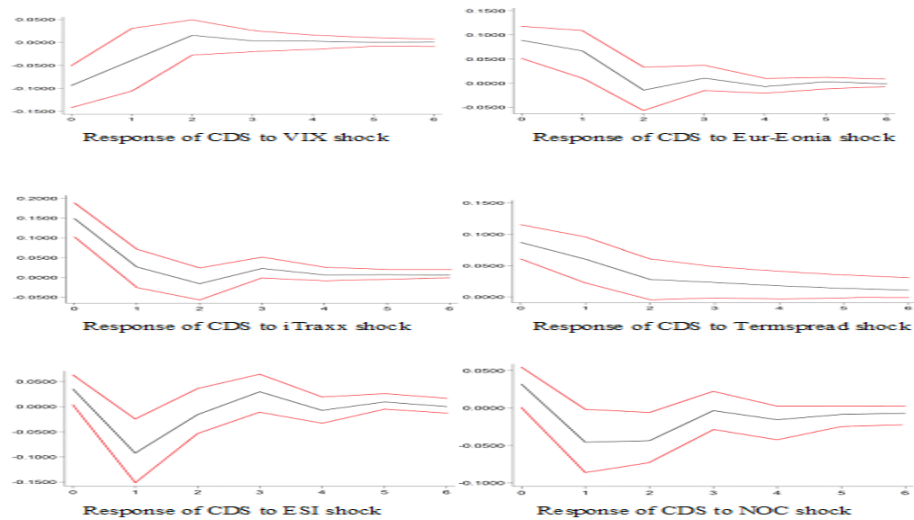 0.0500
0.0000
-0.0500
-0.1000
-0.1500
0 1 2 3 4 5 6
Response of CDS to VIX shock
0.1500
0.1000
0.0500
0.0000
-0.0500
0 1 2 3 4 5 6
Response of CDS to Eur-Eonia shock
0.2000
0.1500
0.1000
0.0500
0.0000
-0.0500
0 1 2 3 4 5 6
Response of CDS to iTraxx shock
0.1500
0.1000
0.0500
0.0000
0 1 2 3 4 5 6
Response of CDS to Termspread shock
0.0500
0.0000
-0.0500
-0.1000
-0.1500
0 1 2 3 4 5 6
Response of CDS to ESI shock
0.0500
0.0000
-0.0500
-0.1000
0 1 2 3 4 5 6
Response of CDS to NOC shock